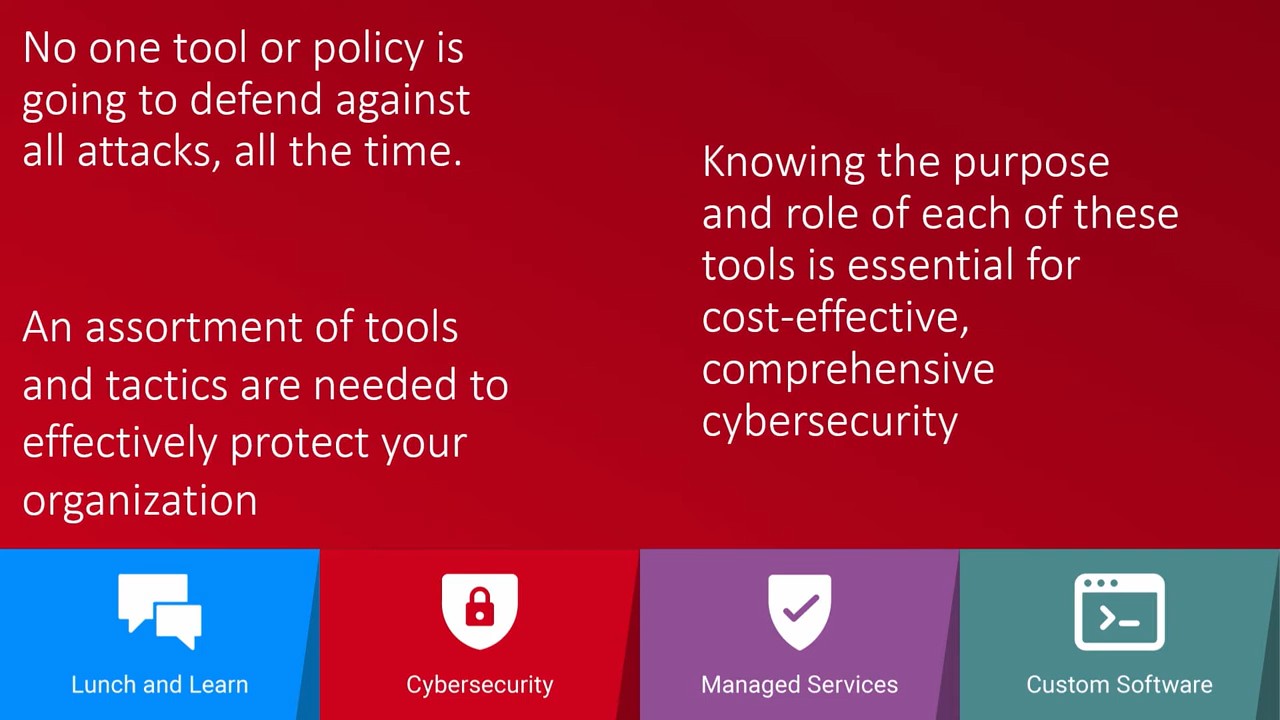 No one tool or policy is
going to defend against
all attacks, all the time.
An assortment of tools
and tactics are needed to
effectively protect your
organization
Knowing the purpose
and role of each of these
tools is essential for
cost-effective,
comprehensive
cybersecurity
Lunch and Learn
Cybersecurity
Managed Services
Custom Software